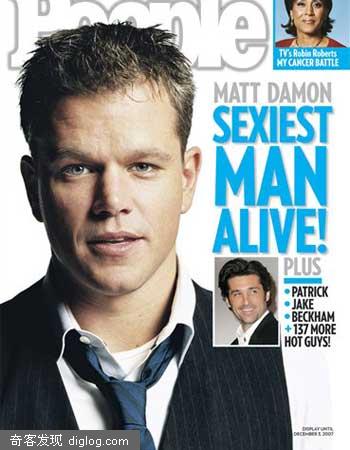 People
TV's Robin Roberts
MY CANCER BATTLE
MATT DAMON
SEXIEST
MAN
ALIVE!
PLUS
• PATRICK
• JAKE
• BECKHAM
+ 137 MORE
HOT GUYS!
DISPLAY UNTIL
DECEMBER 3, 2007
奇客发现 diglog.com